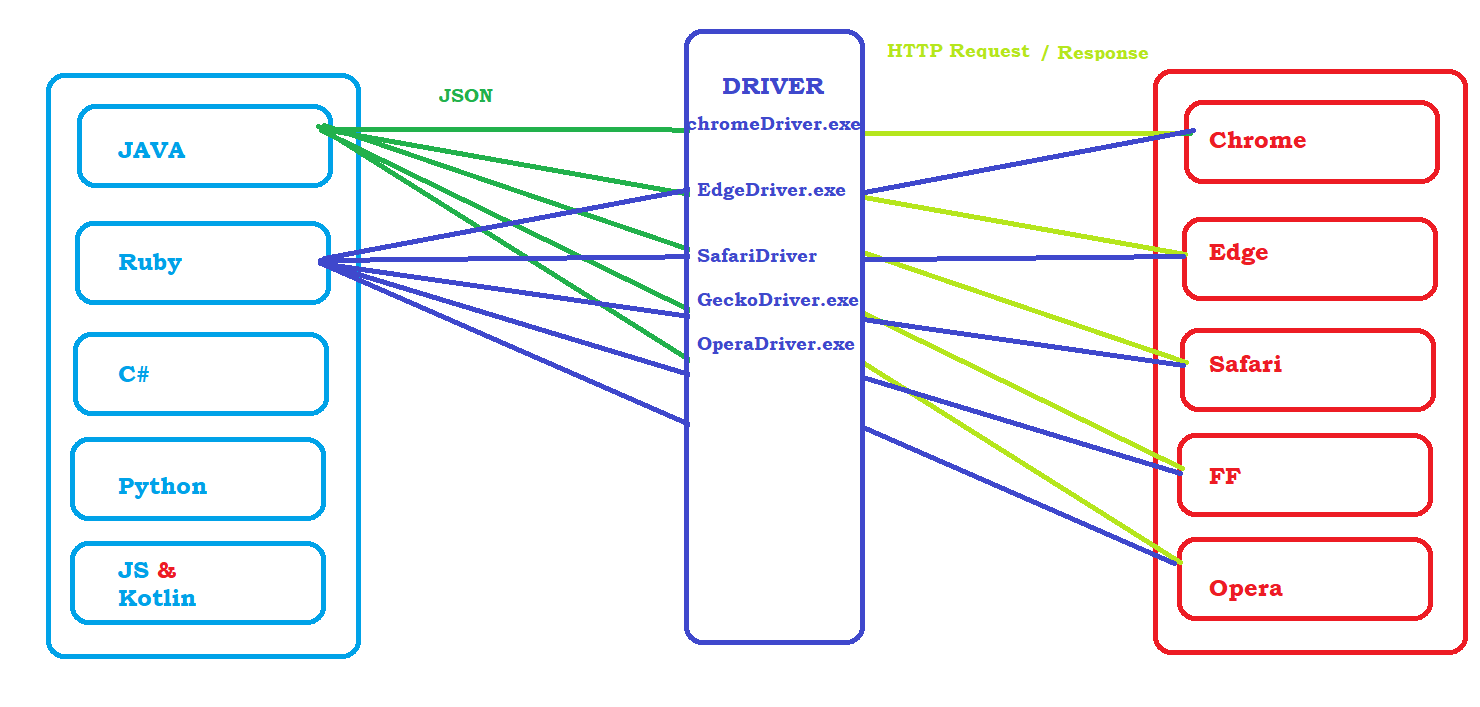 JSON
HTTP Request / Response
JAVA
Ruby
C#
Python
JS &
Kotlin
DRIVER
chromeDriver.exe
EdgeDriver.exe
SafariDriver
GeckoDriver.exe
OperaDriver.exe
Chrome
Edge
Safari
FF
Opera